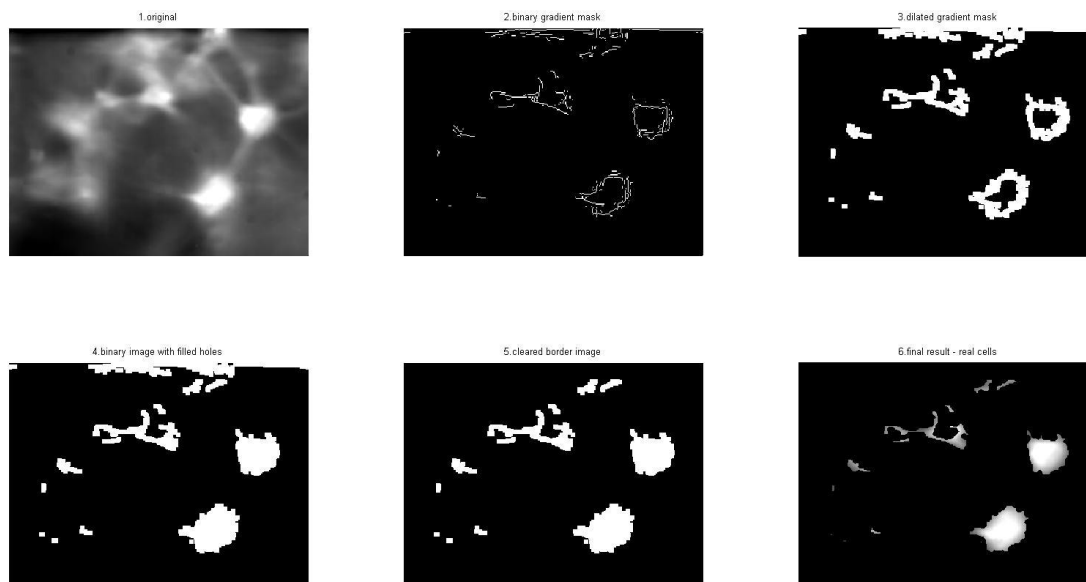 1.original
2.binary gradient mask
3.dilated gradient mask
4.binary image with filled holes
5.cleared border image
6.final result - real cells